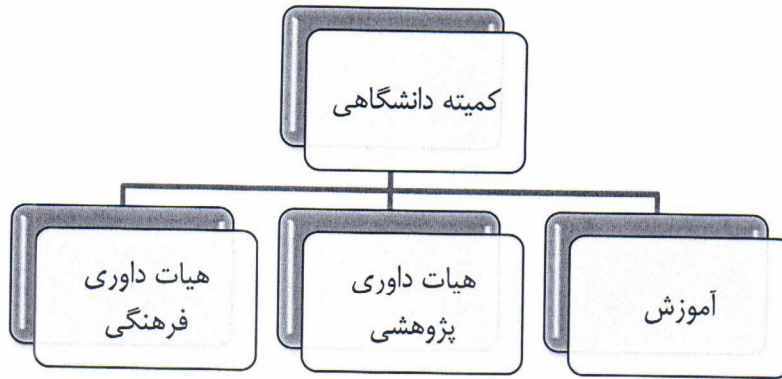 کمیته دانشگاهی
آموزش
هیات داوری
پژوهشی
هیات داوری
فرهنگی